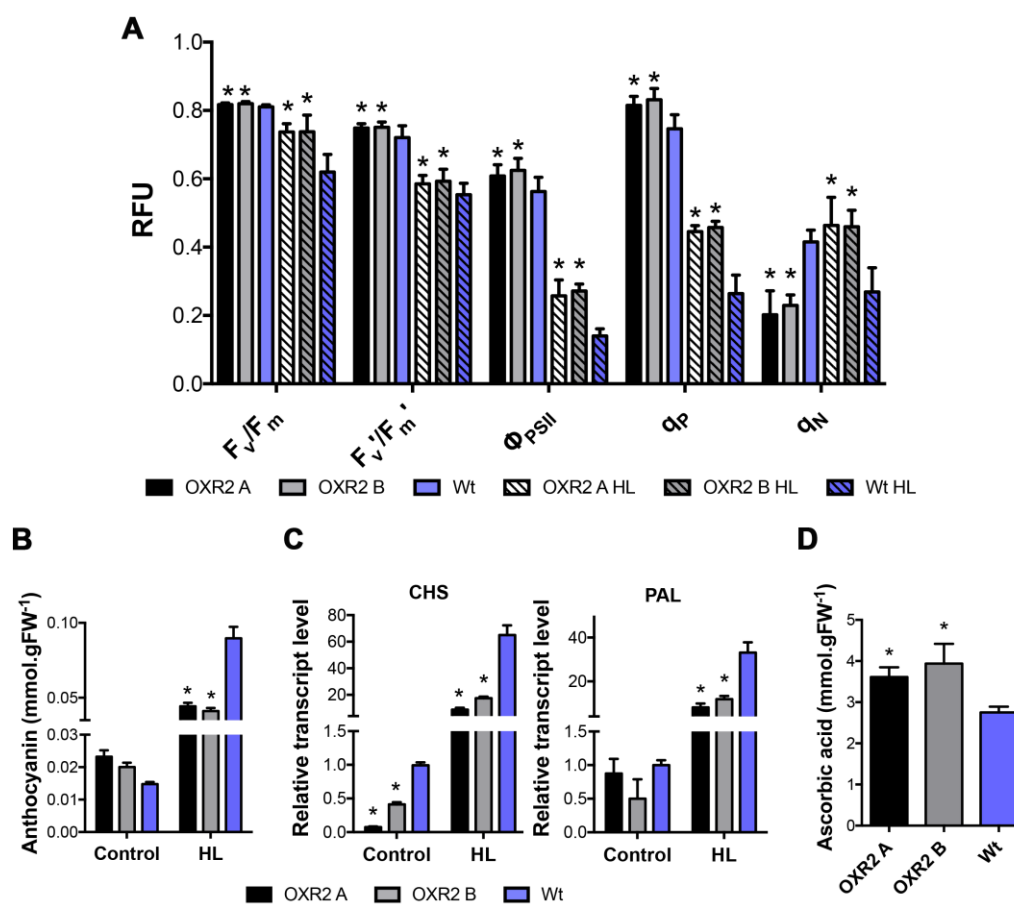 A
RFU
1.0
0.8
0.6
0.4
0.2
0.0
* * * * * * * * * * * * * * * * * * * *
Fv/Fm Fv'/Fm' ΦPSII qP qN
OXR2 A OXR2 B Wt OXR2 A HL OXR2 B HL Wt HL
B
Anthocyanin (mmol.gFW-1)
0.10
0.05
0.03
0.02
0.01
0.00
* *
Control HL
C
CHS
Relative transcript level
80
60
40
20
1.5
1.0
0.5
0.0
* * * *
Control HL
PAL
Relative transcript level
40
20
1.5
1.0
0.5
0.0
* *
Control HL
OXR2 A OXR2 B Wt
D
Ascorbic acid (mmol.gFW-1)
5
4
3
2
1
0
* *
OXR2 A OXR2 B Wt